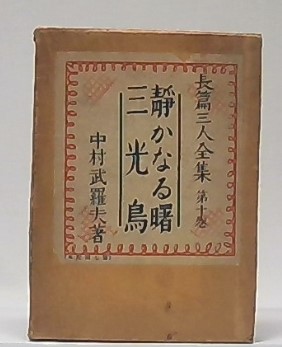 長篇三人全集 第十巻
靜かなる曙
三光鳥
中村武羅夫著